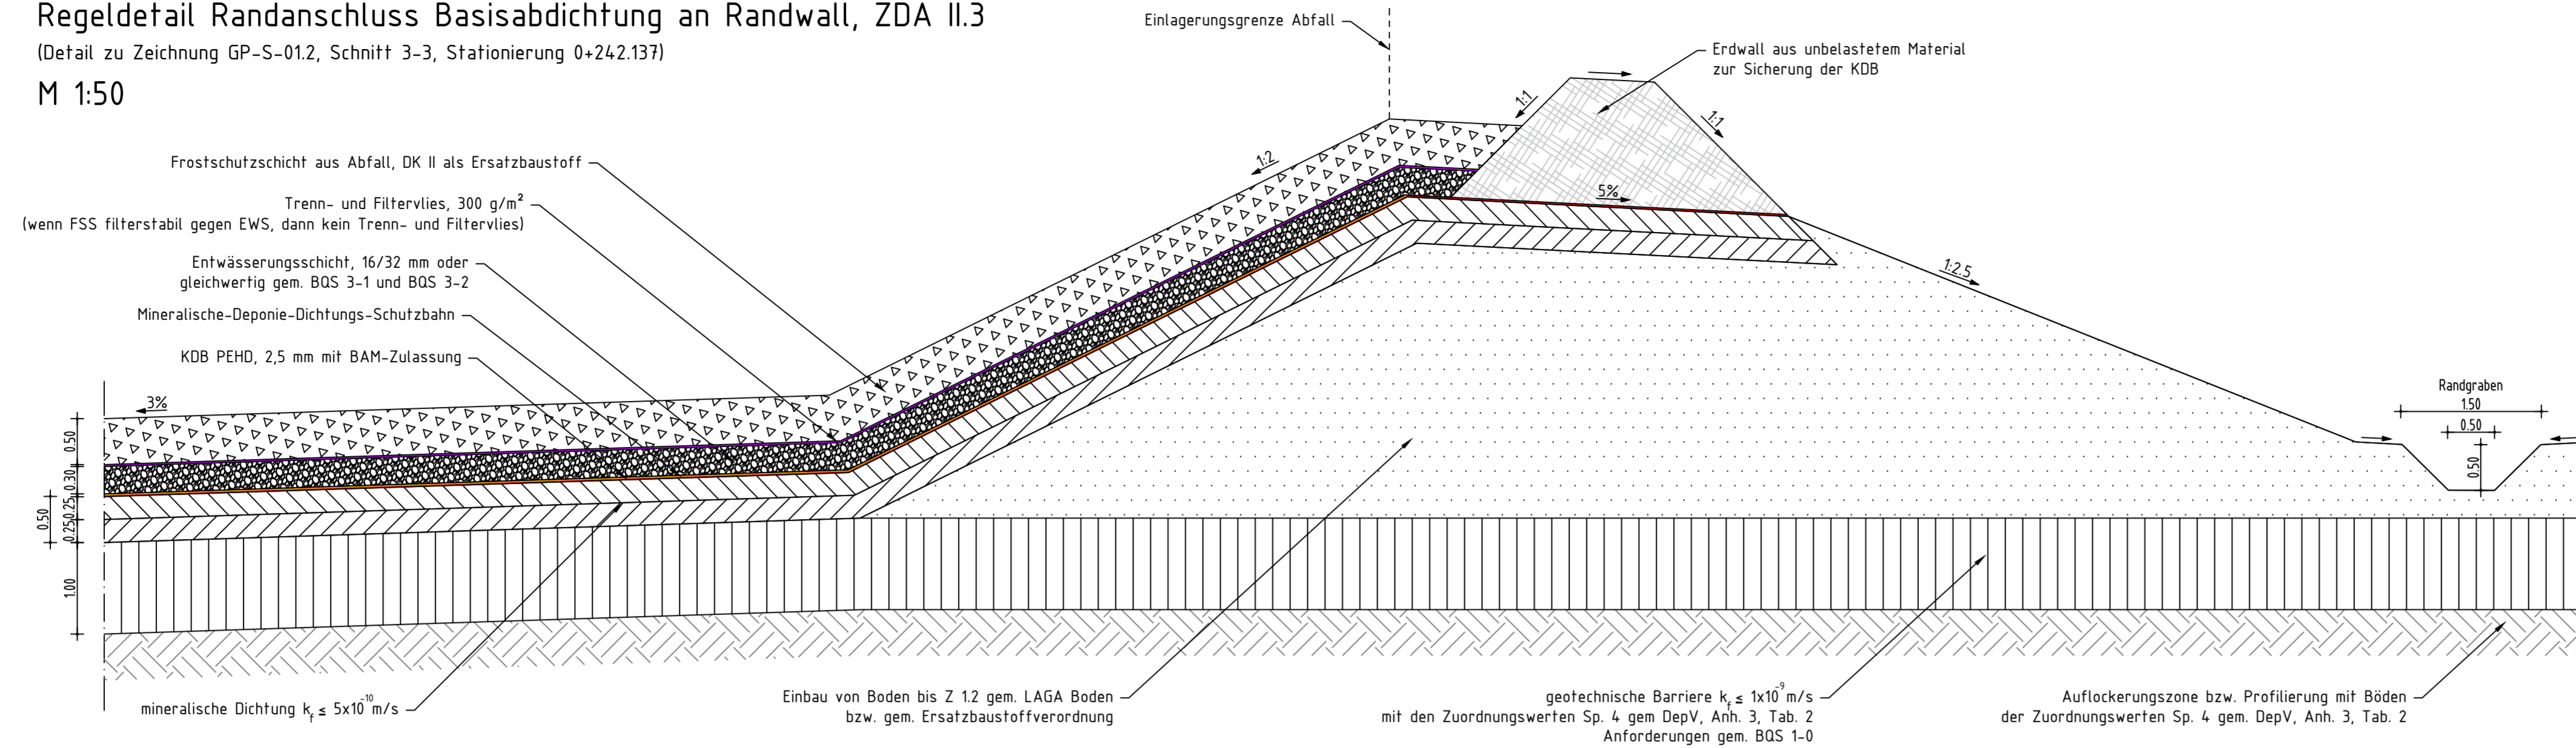 Regeldetail Randanschluss Basisabdichtung an Randwall, ZDA II.3
(Detail zu Zeichnung GP-S-01.2, Schnitt 3-3, Stationierung 0+242.137)
M 1:50
Einlagerungsgrenze Abfall
Erdwall aus unbelastetem Material
zur Sicherung der KDB
1:1
1:1
1:2
5%
1:2.5
Frostschutzschicht aus Abfall, DK II als Ersatzbaustoff
Trenn- und Filtervlies, 300 g/m²
(wenn FSS filterstabil gegen EWS, dann kein Trenn- und Filtervlies)
Entwässerungsschicht, 16/32 mm oder
gleichwertig gem. BQS 3-1 und BQS 3-2
Mineralische-Deponie-Dichtungs-Schutzbahn
KDB PEHD, 2,5 mm mit BAM-Zulassung
3%
0.50
0.30
0.25
0.25
0.50
1.00
Randgraben
1.50
0.50
0.50
mineralische Dichtung k_f ≤ 5x10^-10 m/s
Einbau von Boden bis Z 1.2 gem. LAGA Boden
bzw. gem. Ersatzbaustoffverordnung
geotechnische Barriere k_f ≤ 1x10^-9 m/s
mit den Zuordnungswerten Sp. 4 gem DepV, Anh. 3, Tab. 2
Anforderungen gem. BQS 1-0
Auflockerungszone bzw. Profilierung mit Böden
der Zuordnungswerten Sp. 4 gem. DepV, Anh. 3, Tab. 2